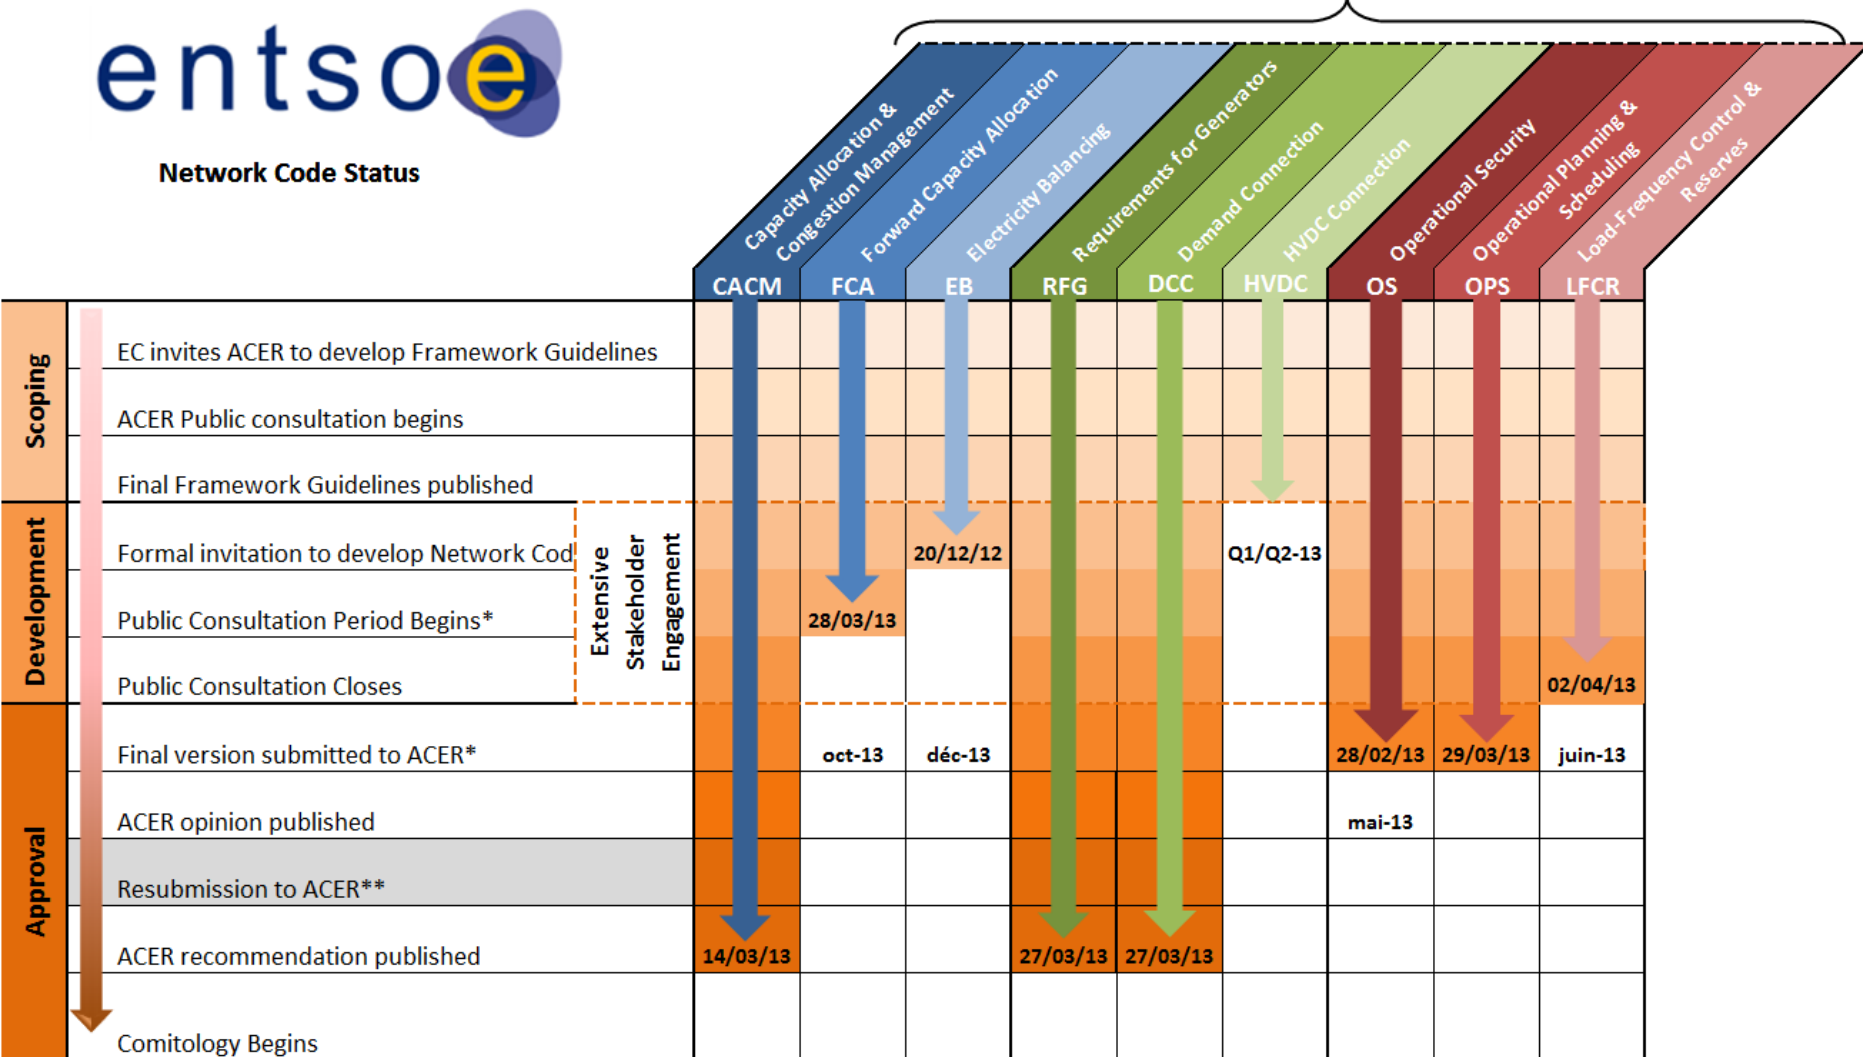 entsoe
Network Code Status
Capacity Allocation &
Congestion Management
Forward Capacity Allocation
Electricity Balancing
Requirements for Generators
Demand Connection
HVDC Connection
Operational Security
Operational Planning &
Scheduling
Load-Frequency Control &
Reserves
CACM FCA EB RFG DCC HVDC OS OPS LFCR
Scoping
EC invites ACER to develop Framework Guidelines
ACER Public consultation begins
Final Framework Guidelines published
Development
Extensive
Stakeholder
Engagement
Formal invitation to develop Network Cod 20/12/12 Q1/Q2-13
Public Consultation Period Begins* 28/03/13
Public Consultation Closes 02/04/13
Approval
Final version submitted to ACER* oct-13 déc-13 28/02/13 29/03/13 juin-13
ACER opinion published mai-13
Resubmission to ACER**
ACER recommendation published 14/03/13 27/03/13 27/03/13
Comitology Begins